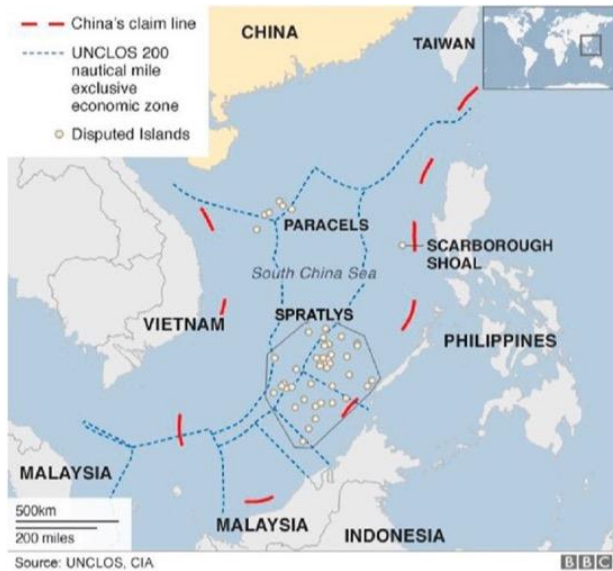 China's claim line
UNCLOS 200
nautical mile
exclusive
economic zone
Disputed Islands
CHINA
TAIWAN
PARACELS
SCARBOROUGH
SHOAL
South China Sea
SPRATLYS
VIETNAM
PHILIPPINES
MALAYSIA
500km
200 miles
MALAYSIA
INDONESIA
Source: UNCLOS, CIA
BBC